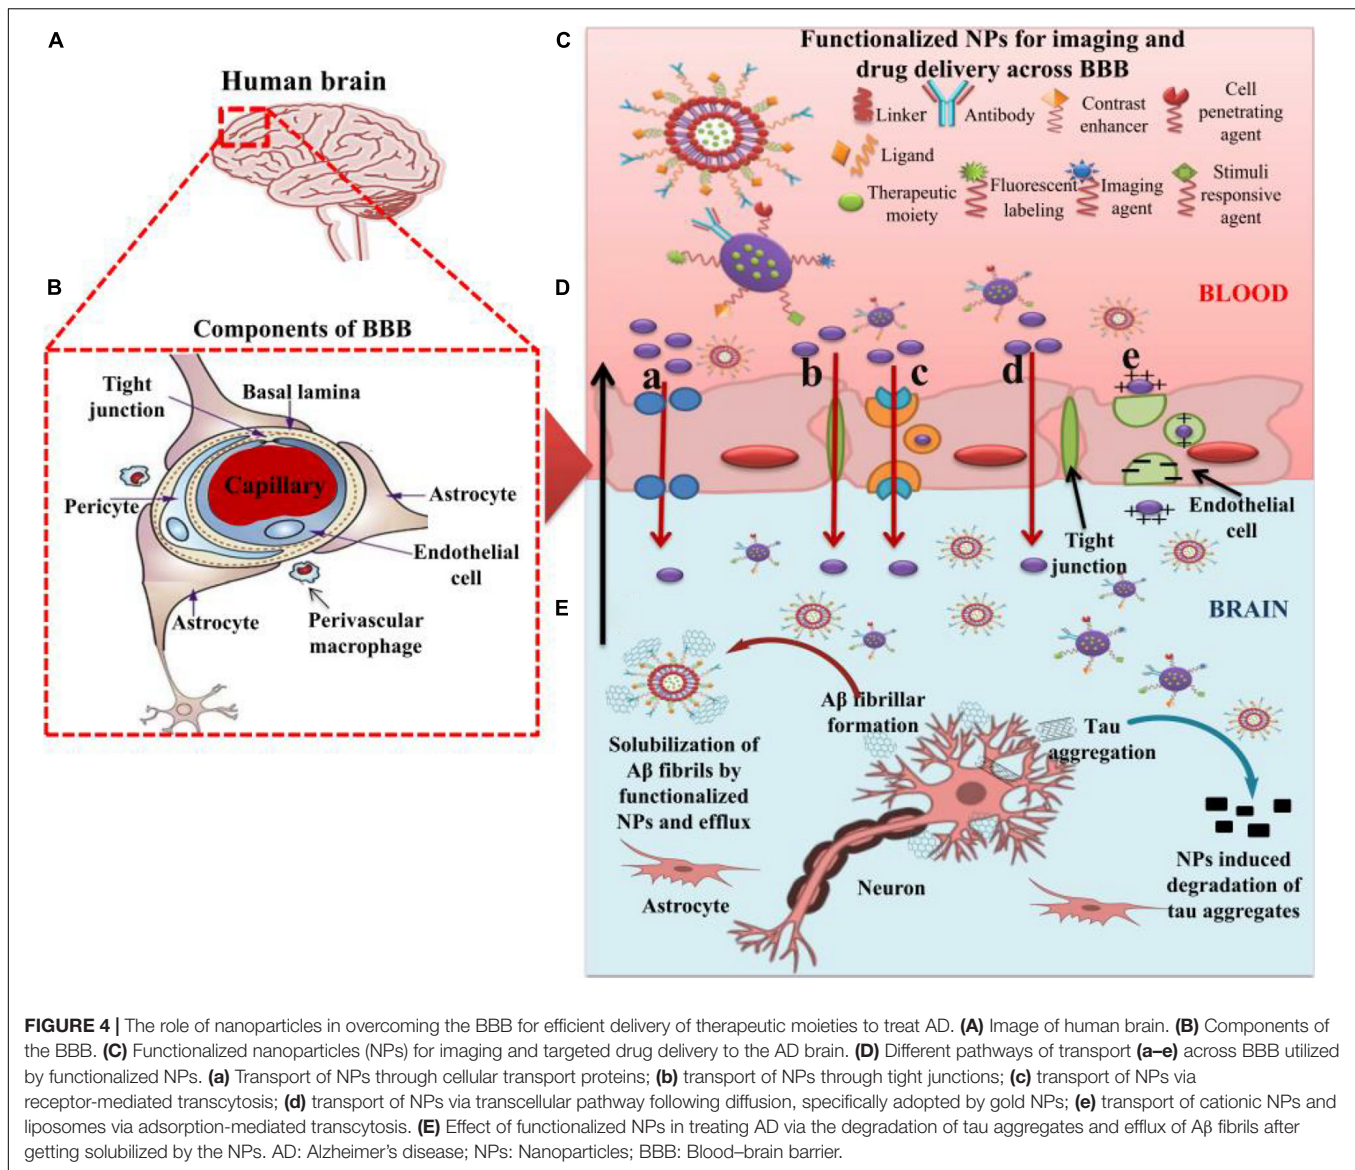 A
Human brain
B
Components of BBB
Tight
junction
Basal lamina
Capillary
Pericyte
Astrocyte
Endothelial
cell
Astrocyte
Perivascular
macrophage
C
Functionalized NPs for imaging and
drug delivery across BBB
Linker
Antibody
Contrast
enhancer
Cell
penetrating
agent
Ligand
Therapeutic
moiety
Fluorescent
labeling
Imaging
agent
Stimuli
responsive
agent
D
BLOOD
a
b
c
d
e
++
++
++
+
+
++
++
Endothelial
cell
Tight
junction
E
BRAIN
Aβ fibrillar
formation
Tau
aggregation
Solubilization of
Aβ fibrils by
functionalized
NPs and efflux
Astrocyte
Neuron
NPs induced
degradation of
tau aggregates
FIGURE 4 | The role of nanoparticles in overcoming the BBB for efficient delivery of therapeutic moieties to treat AD. (A) Image of human brain. (B) Components of
the BBB. (C) Functionalized nanoparticles (NPs) for imaging and targeted drug delivery to the AD brain. (D) Different pathways of transport (a–e) across BBB utilized
by functionalized NPs. (a) Transport of NPs through cellular transport proteins; (b) transport of NPs through tight junctions; (c) transport of NPs via
receptor-mediated transcytosis; (d) transport of NPs via transcellular pathway following diffusion, specifically adopted by gold NPs; (e) transport of cationic NPs and
liposomes via adsorption-mediated transcytosis. (E) Effect of functionalized NPs in treating AD via the degradation of tau aggregates and efflux of Aβ fibrils after
getting solubilized by the NPs. AD: Alzheimer's disease; NPs: Nanoparticles; BBB: Blood–brain barrier.